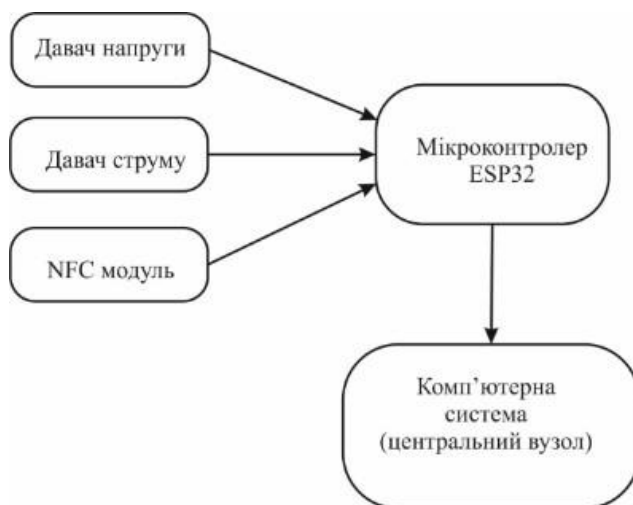 Давач напруги
Давач струму
NFC модуль
Мікроконтролер
ESP32
Комп’ютерна
система
(центральний вузол)